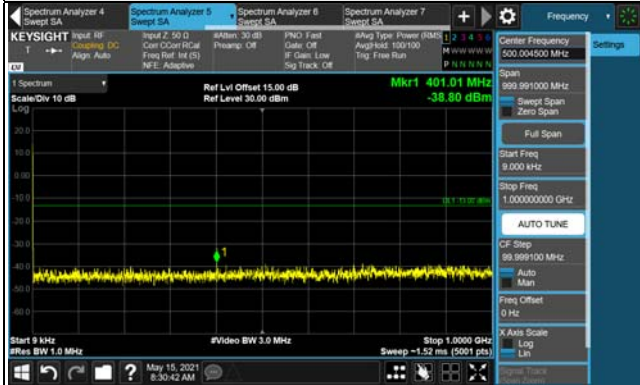 Spectrum Analyzer 4
Swept SA
Spectrum Analyzer 5
Swept SA
Spectrum Analyzer 6
Swept SA
Spectrum Analyzer 7
Swept SA
Frequency
KEYSIGHT
Input: RF
Coupling: DC
Align: Auto
Input Z: 50 Ω
Corr CCorr RCal
Freq Ref: Int (S)
NFE: Adaptive
#Atten: 30 dB
Preamp: Off
PNO: Fast
Gate: Off
IF Gain: Low
Sig Track: Off
#Avg Type: Power (RMS
Avg|Hold: 100/100
Trig: Free Run
1 2 3 4 5 6
M W W W W W
P N N N N N
1 Spectrum
Scale/Div 10 dB
Ref Lvl Offset 15.00 dB
Ref Level 30.00 dBm
Mkr1 401.01 MHz
-38.80 dBm
Log
20.0
10.0
0.00
-10.0
DL1 -13.00 dBm
-20.0
-30.0
1
-40.0
-50.0
-60.0
Start 9 kHz
#Res BW 1.0 MHz
#Video BW 3.0 MHz
Stop 1.0000 GHz
Sweep ~1.52 ms (5001 pts)
May 15, 2021
8:30:42 AM
Center Frequency
500.004500 MHz
Settings
Span
999.991000 MHz
Swept Span
Zero Span
Full Span
Start Freq
9.000 kHz
Stop Freq
1.000000000 GHz
AUTO TUNE
CF Step
99.999100 MHz
Auto
Man
Freq Offset
0 Hz
X Axis Scale
Log
Lin
Signal Track
(Span Zoom)